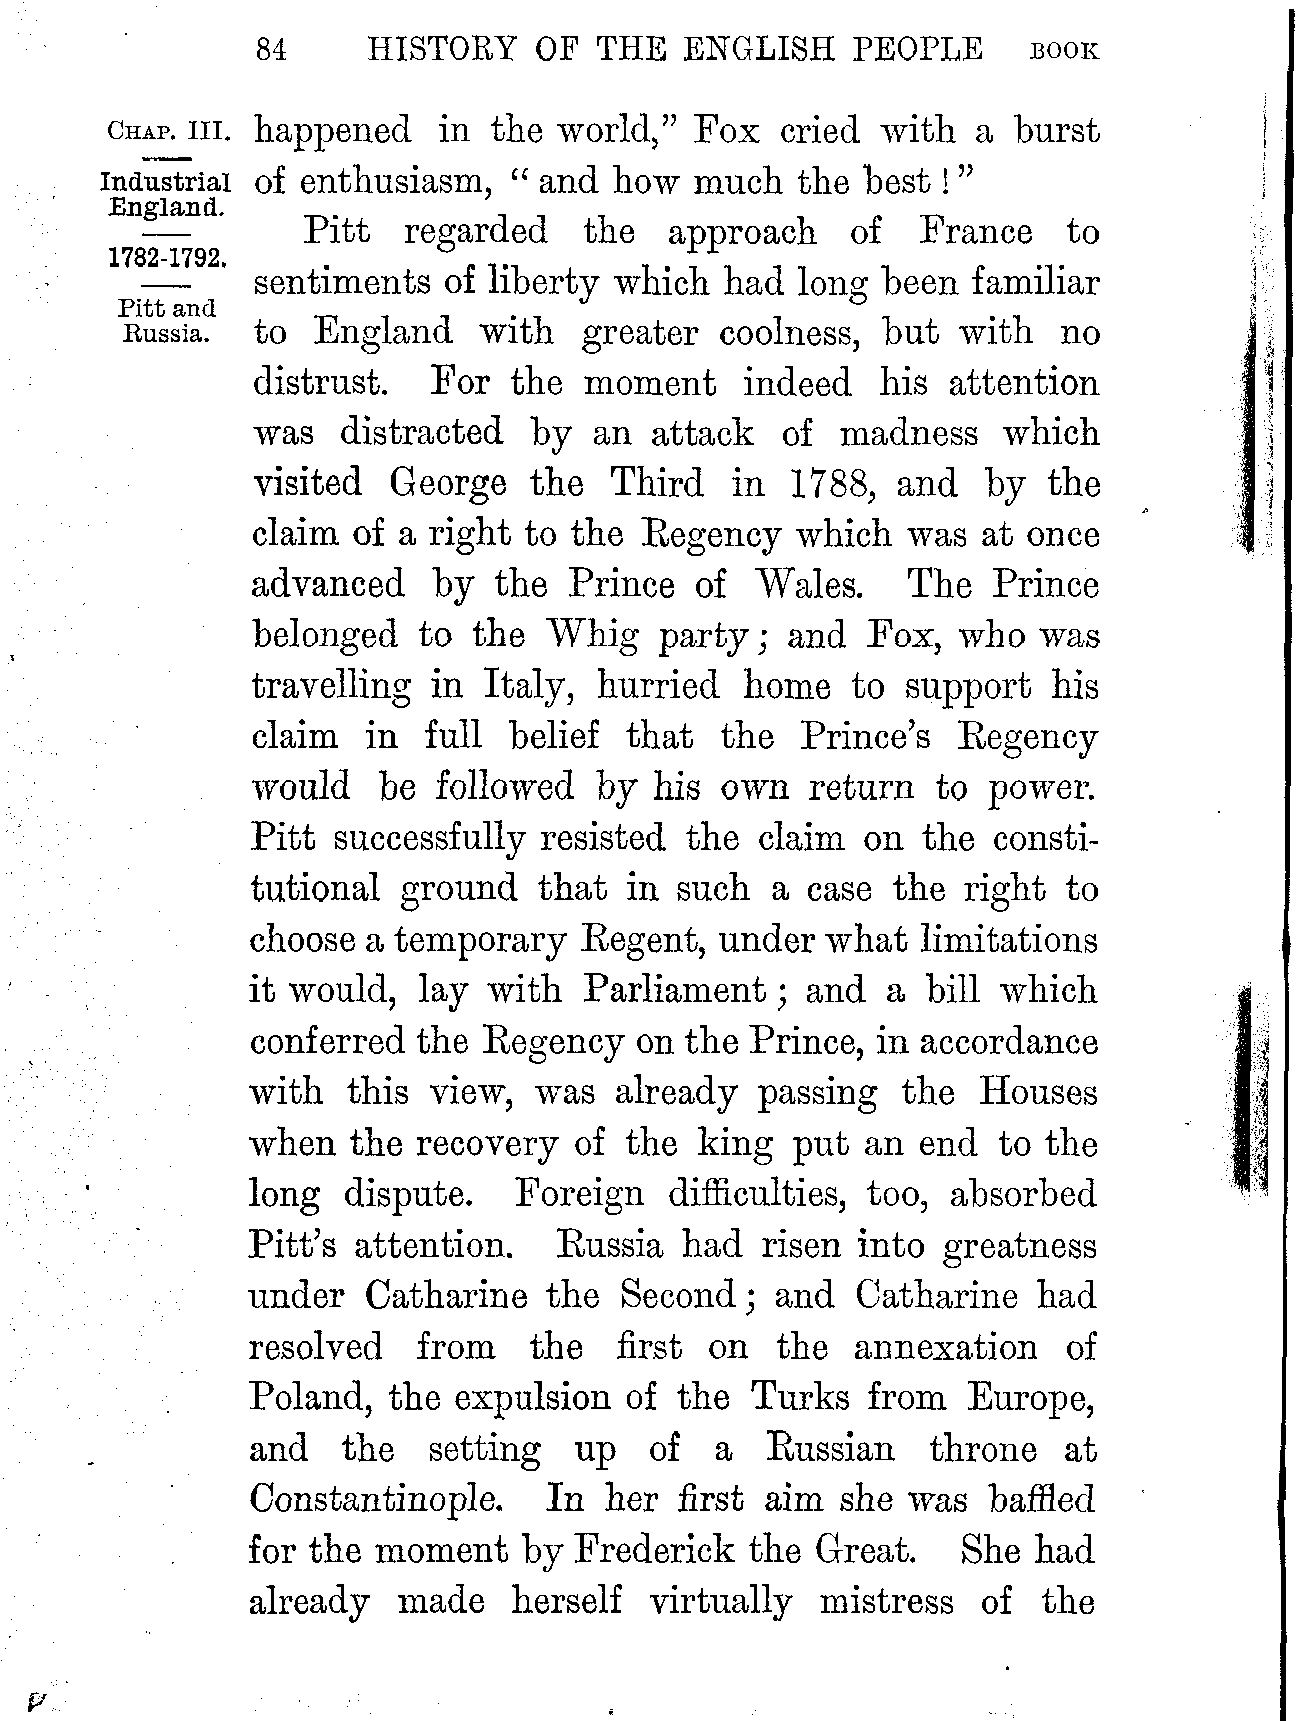 84 HISTORY OF THE ENGLISH PEOPLE BOOK
CHAP. III.
Industrial
England.
1782-1792.
Pitt and
Russia.
happened in the world,” Fox cried with a burst
of enthusiasm, “ and how much the best ! ”
Pitt regarded the approach of France to
sentiments of liberty which had long been familiar
to England with greater coolness, but with no
distrust. For the moment indeed his attention
was distracted by an attack of madness which
visited George the Third in 1788, and by the
claim of a right to the Regency which was at once
advanced by the Prince of Wales. The Prince
belonged to the Whig party ; and Fox, who was
travelling in Italy, hurried home to support his
claim in full belief that the Prince’s Regency
would be followed by his own return to power.
Pitt successfully resisted the claim on the consti-
tutional ground that in such a case the right to
choose a temporary Regent, under what limitations
it would, lay with Parliament ; and a bill which
conferred the Regency on the Prince, in accordance
with this view, was already passing the Houses
when the recovery of the king put an end to the
long dispute. Foreign difficulties, too, absorbed
Pitt’s attention. Russia had risen into greatness
under Catharine the Second ; and Catharine had
resolved from the first on the annexation of
Poland, the expulsion of the Turks from Europe,
and the setting up of a Russian throne at
Constantinople. In her first aim she was baffled
for the moment by Frederick the Great. She had
already made herself virtually mistress of the